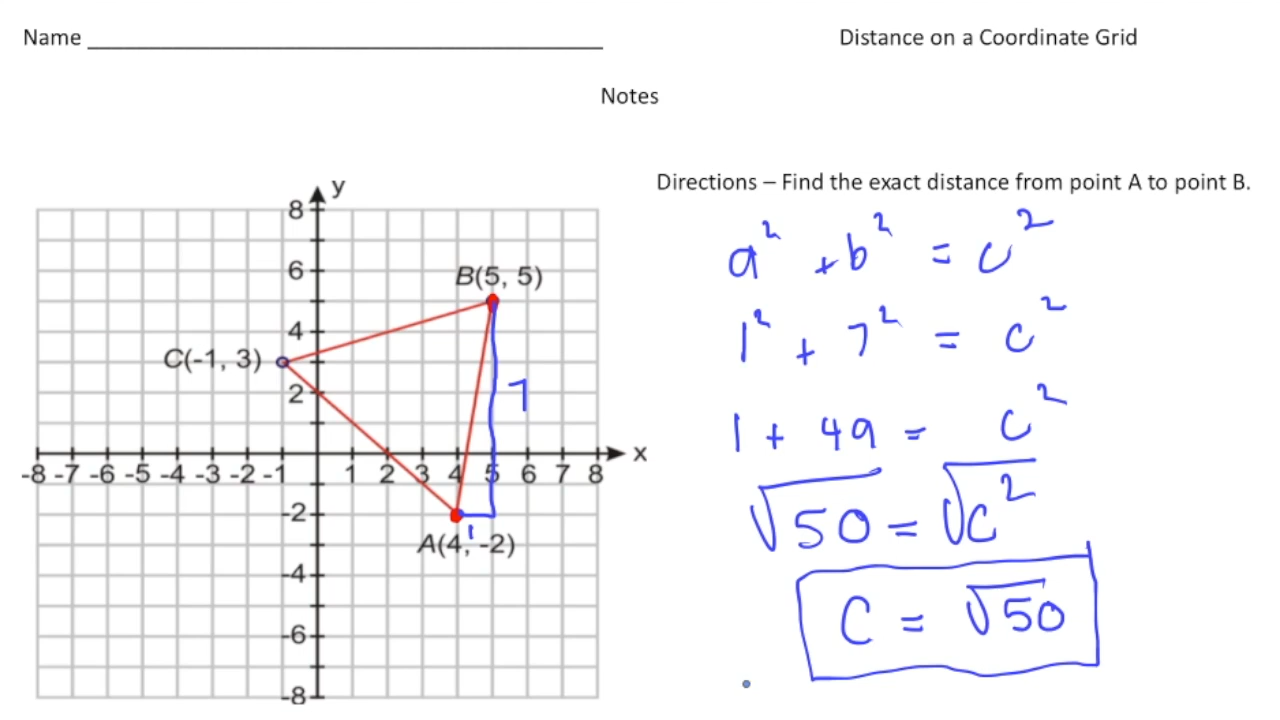 Name ________________________________ Distance on a Coordinate Grid
Notes
Directions – Find the exact distance from point A to point B.
y
8
6
B(5, 5)
4
C(-1, 3)
2
7
x
-8 -7 -6 -5 -4 -3 -2 -1 1 2 3 4 5 6 7 8
-2
1
A(4, -2)
-4
-6
-8
a² + b² = c²
1² + 7² = c²
1 + 49 = c²
√50 = √c²
C = √50